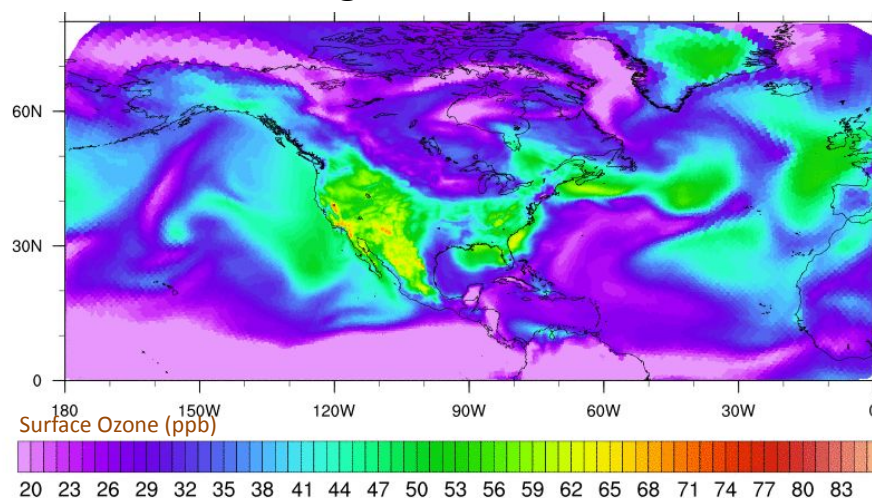 60N
30N
0
180 150W 120W 90W 60W 30W 0
Surface Ozone (ppb)
20 23 26 29 32 35 38 41 44 47 50 53 56 59 62 65 68 71 74 77 80 83